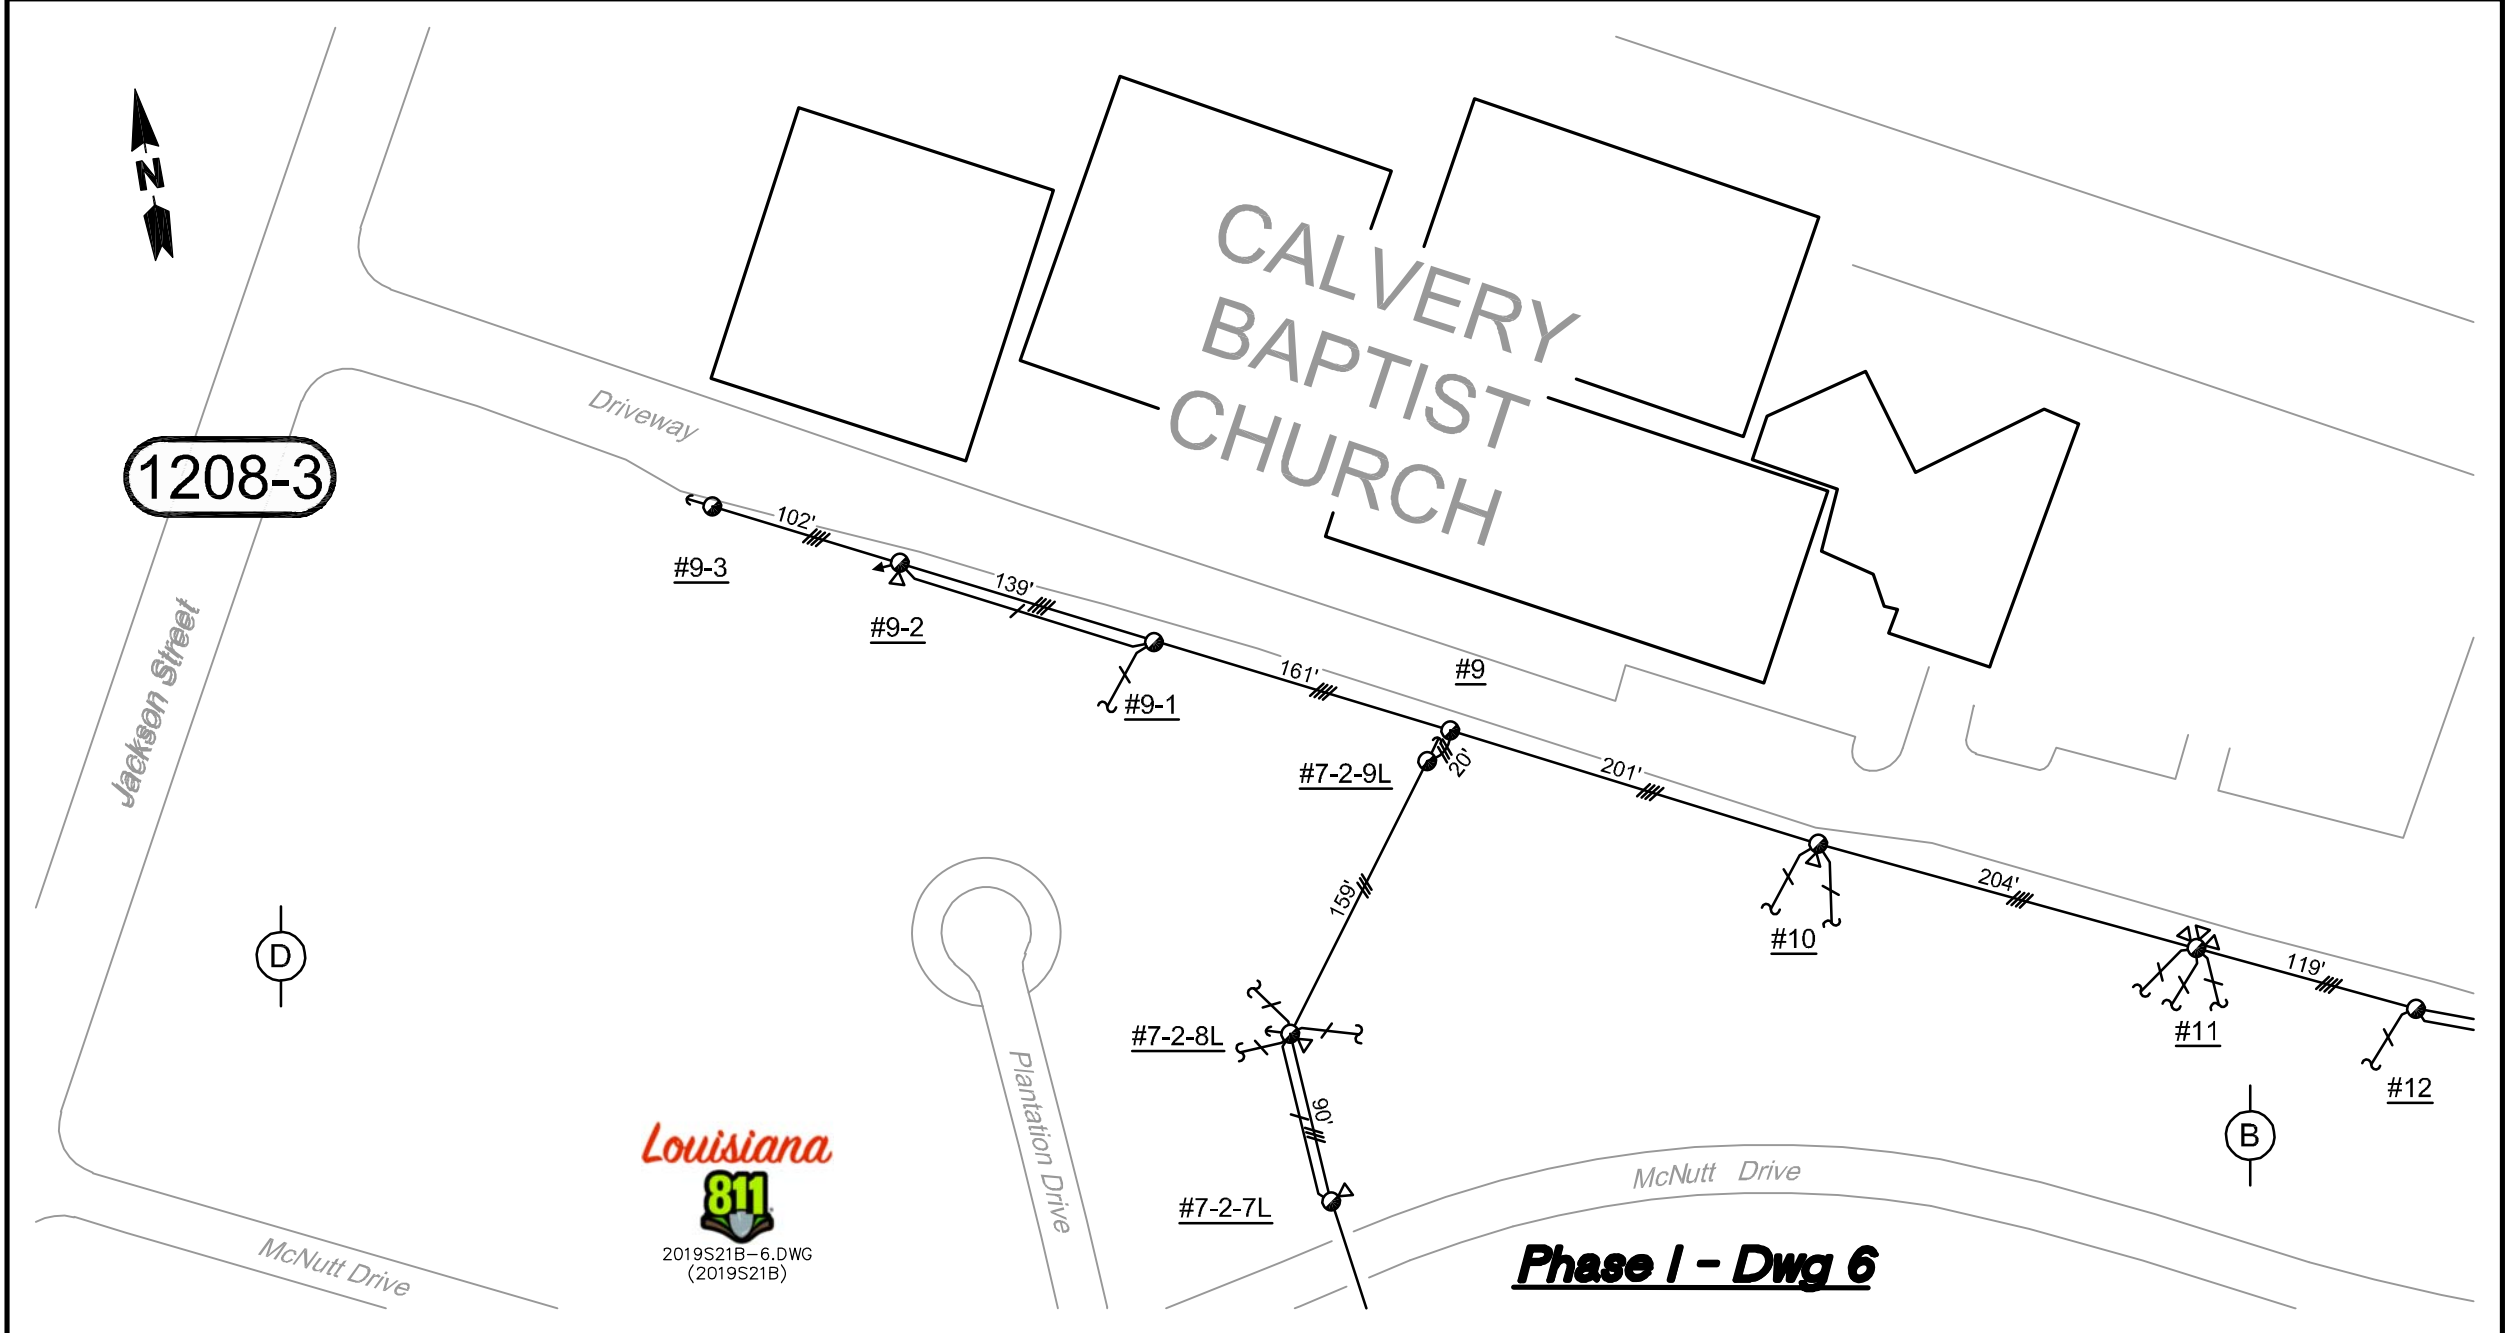 N
CALVERY
BAPTIST
CHURCH
Driveway
1208-3
102'
#9-3
139'
#9-2
161'
#9
#9-1
Jackson Street
#7-2-9L
20'
201'
159'
204'
#10
D
119'
#11
#7-2-8L
#12
90'
Plantation Drive
B
Louisiana
811
McNutt Drive
#7-2-7L
McNutt Drive
2019S21B-6.DWG
(2019S21B)
Phase I - Dwg 6